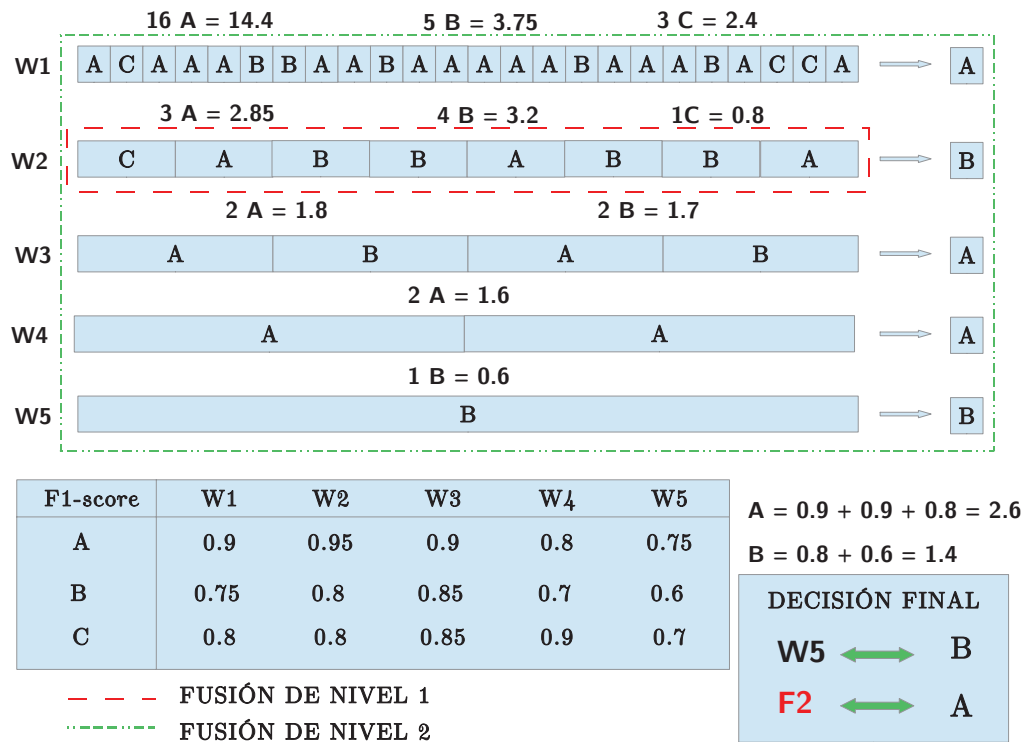 16 A = 14.4 5 B = 3.75 3 C = 2.4
W1 A C A A A B B A A B A A A A A B A A A B A C C A A
3 A = 2.85 4 B = 3.2 1C = 0.8
W2 C A B B A B B A B
2 A = 1.8 2 B = 1.7
W3 A B A B A
2 A = 1.6
W4 A A A
1 B = 0.6
W5 B B
F1-score W1 W2 W3 W4 W5
A 0.9 0.95 0.9 0.8 0.75
B 0.75 0.8 0.85 0.7 0.6
C 0.8 0.8 0.85 0.9 0.7
A = 0.9 + 0.9 + 0.8 = 2.6
B = 0.8 + 0.6 = 1.4
DECISIÓN FINAL
W5 B
F2 A
FUSIÓN DE NIVEL 1
FUSIÓN DE NIVEL 2